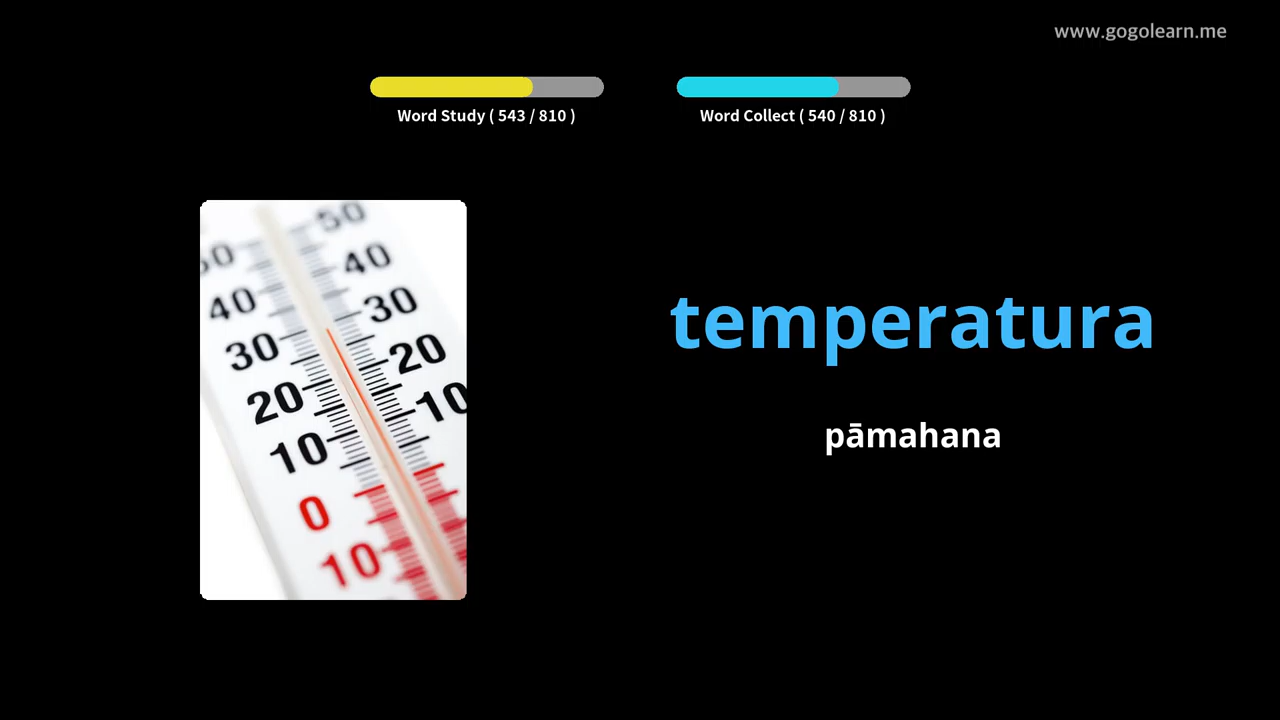 www.gogolearn.me
Word Study ( 543 / 810 )
Word Collect ( 540 / 810 )
50
50
40
40
30
30
20
20
10
10
0
10
temperatura
pāmahana